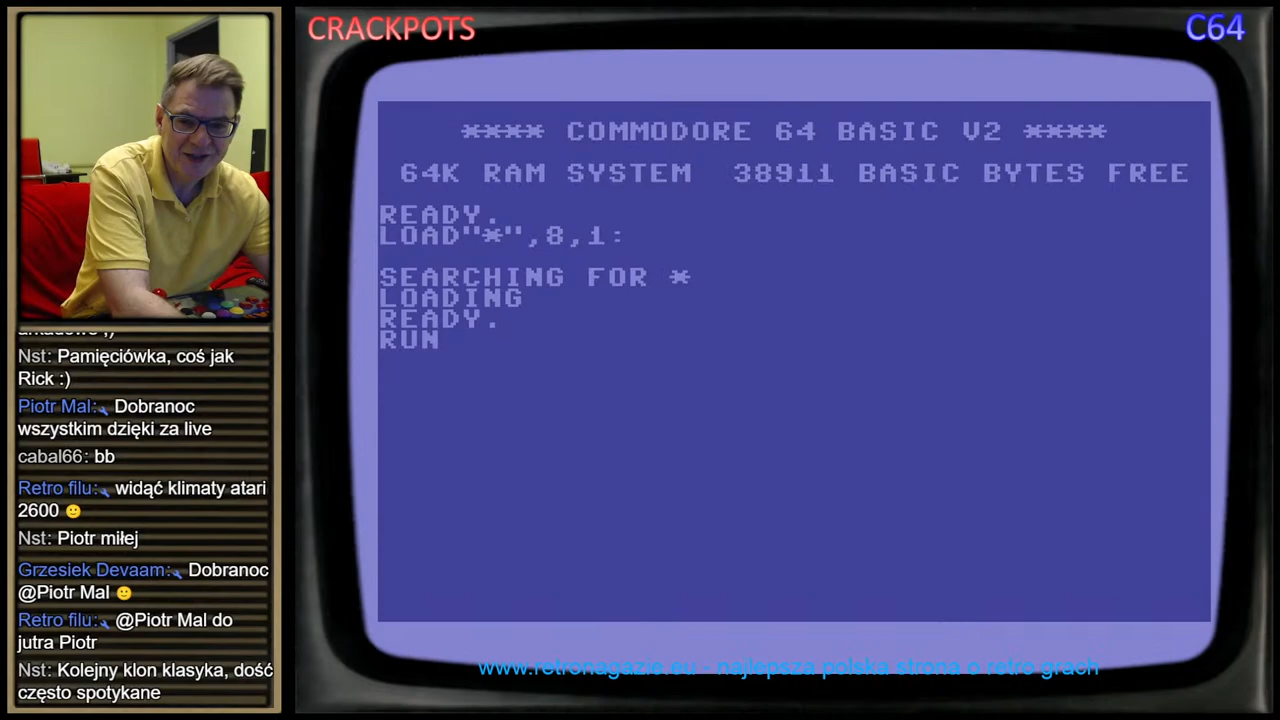 CRACKPOTS
C64
**** COMMODORE 64 BASIC V2 ****
64K RAM SYSTEM  38911 BASIC BYTES FREE
READY.
LOAD"*",8,1:
SEARCHING FOR *
LOADING
READY.
RUN
www.retronagazie.eu - najlepsza polska strona o retro grach
Nst: Pamięciówka, coś jak
Rick :)
Piotr Mal: Dobranoc
wszystkim dzięki za live
cabal66: bb
Retro filu: widąć klimaty atari
2600 🙂
Nst: Piotr miłej
Grzesiek Devaam: Dobranoc
@Piotr Mal 🙂
Retro filu: @Piotr Mal do
jutra Piotr
Nst: Kolejny klon klasyka, dość
często spotykane